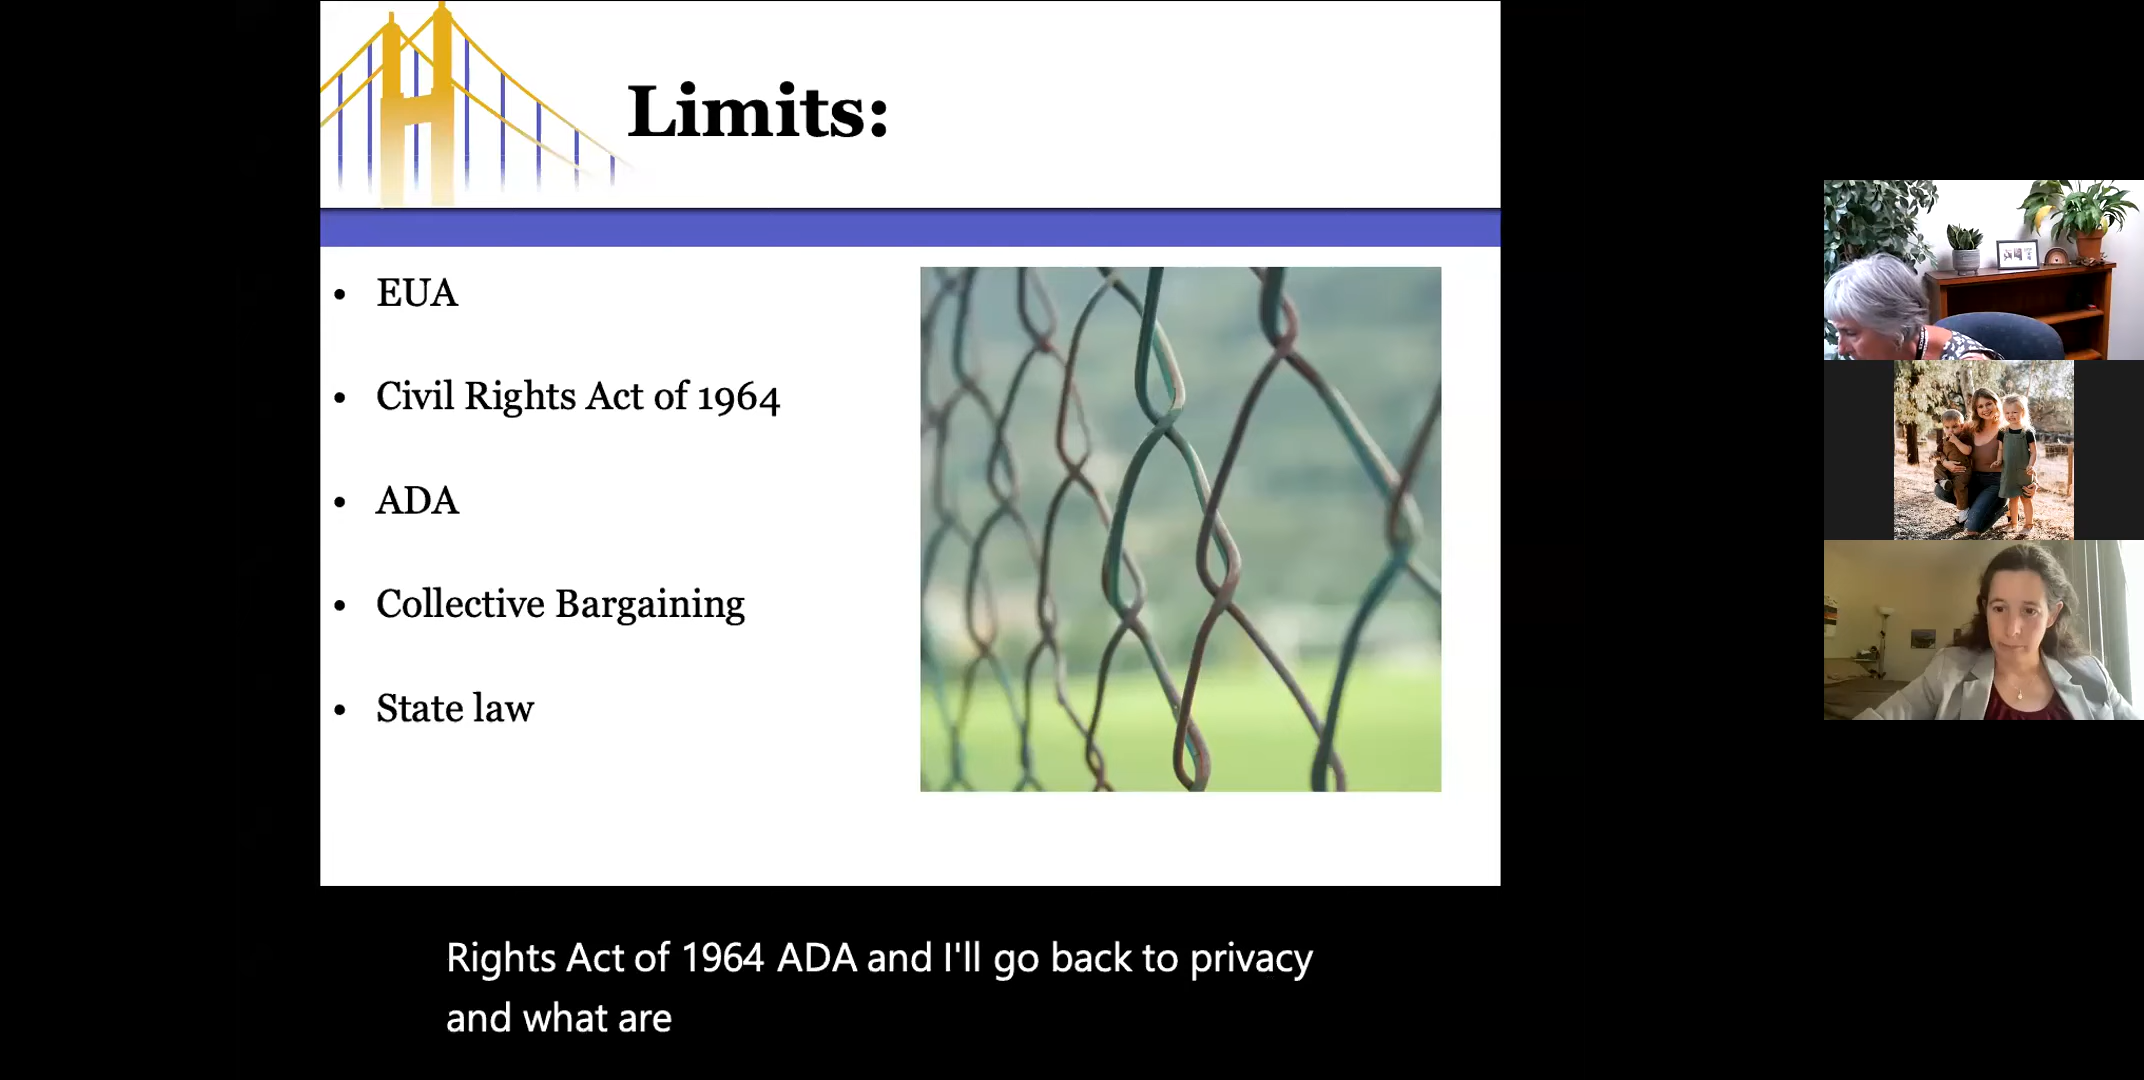 Limits:
• EUA
• Civil Rights Act of 1964
• ADA
• Collective Bargaining
• State law
Rights Act of 1964 ADA and I'll go back to privacy
and what are